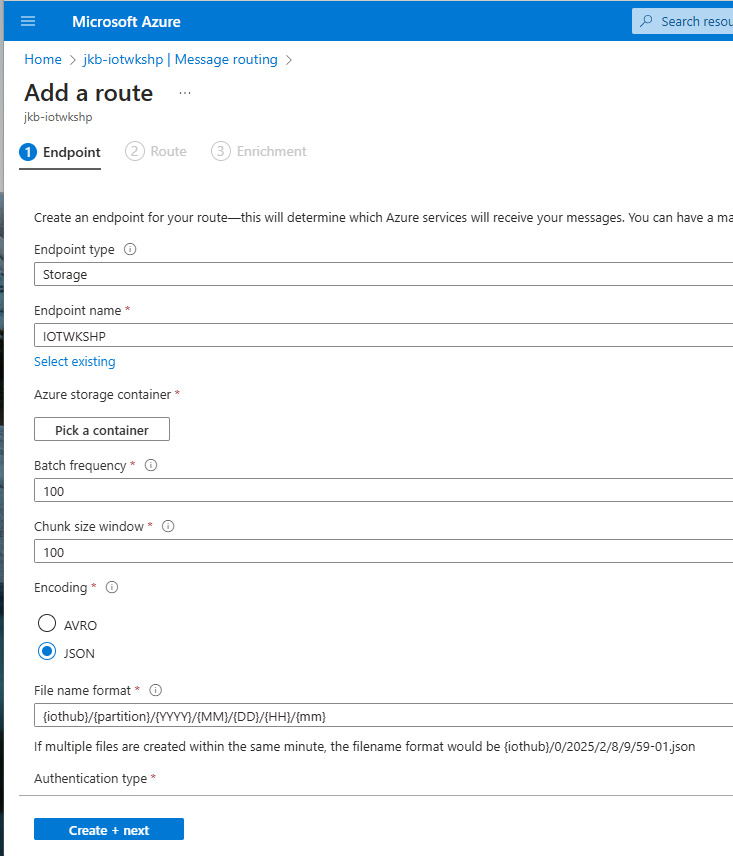 Microsoft Azure
Search resou
Home > jkb-iotwkshp | Message routing >
Add a route ...
jkb-iotwkshp
1 Endpoint 2 Route 3 Enrichment
Create an endpoint for your route—this will determine which Azure services will receive your messages. You can have a ma
Endpoint type
Storage
Endpoint name *
IOTWKSHP
Select existing
Azure storage container *
Pick a container
Batch frequency *
100
Chunk size window *
100
Encoding *
AVRO
JSON
File name format *
{iothub}/{partition}/{YYYY}/{MM}/{DD}/{HH}/{mm}
If multiple files are created within the same minute, the filename format would be {iothub}/0/2025/2/8/9/59-01.json
Authentication type *
Create + next